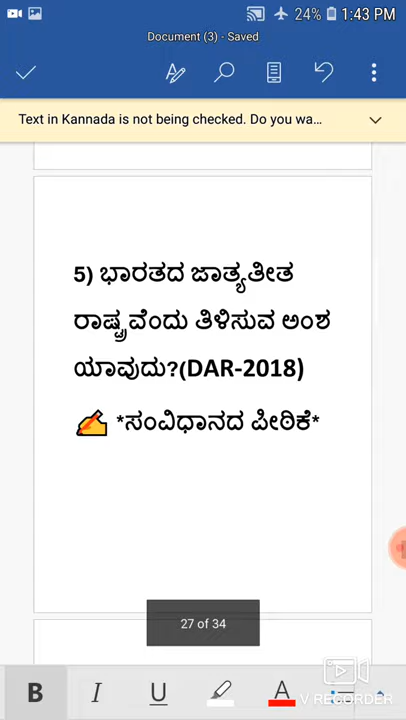 24% 1:43 PM
Document (3) - Saved
Text in Kannada is not being checked. Do you wa...
5) ಭಾರತದ ಜಾತ್ಯತೀತ
ರಾಷ್ಟ್ರವೆಂದು ತಿಳಿಸುವ ಅಂಶ
ಯಾವುದು?(DAR-2018)
✍ *ಸಂವಿಧಾನದ ಪೀಠಿಕೆ*
27 of 34
B I U A
V RECORDER